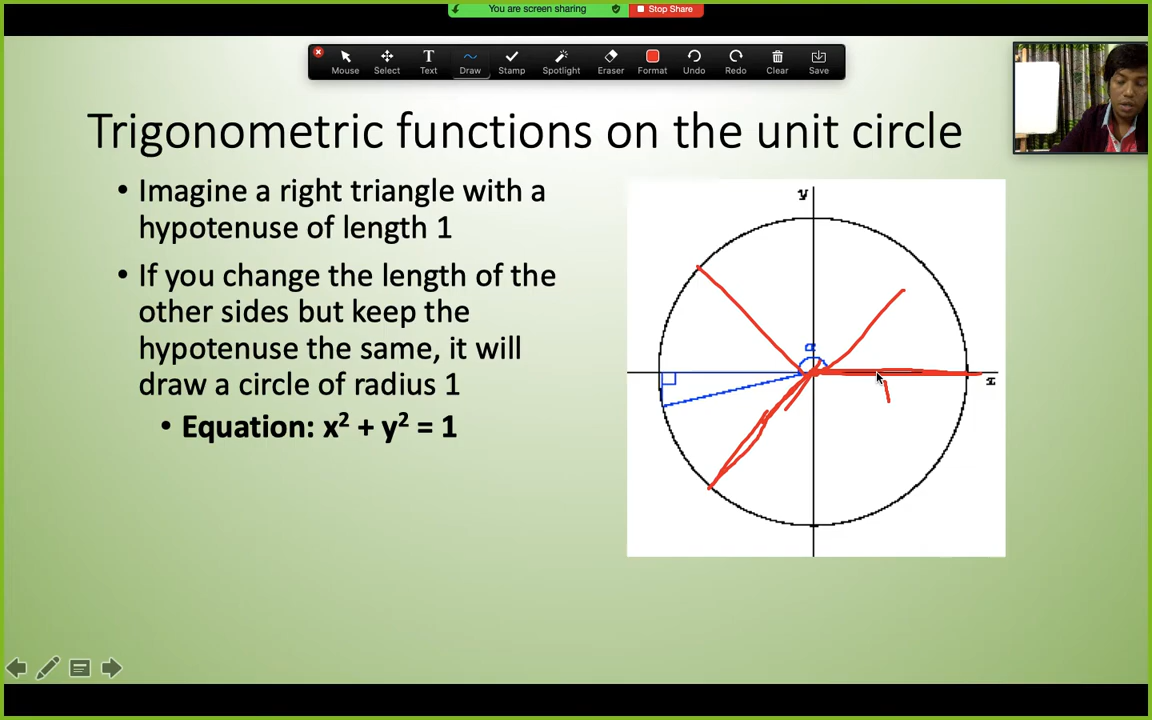 You are screen sharing
Stop Share
Mouse Select Text Draw Stamp Spotlight Eraser Format Undo Redo Clear Save
Trigonometric functions on the unit circle
• Imagine a right triangle with a
hypotenuse of length 1
• If you change the length of the
other sides but keep the
hypotenuse the same, it will
draw a circle of radius 1
• Equation: x² + y² = 1
y
a
x